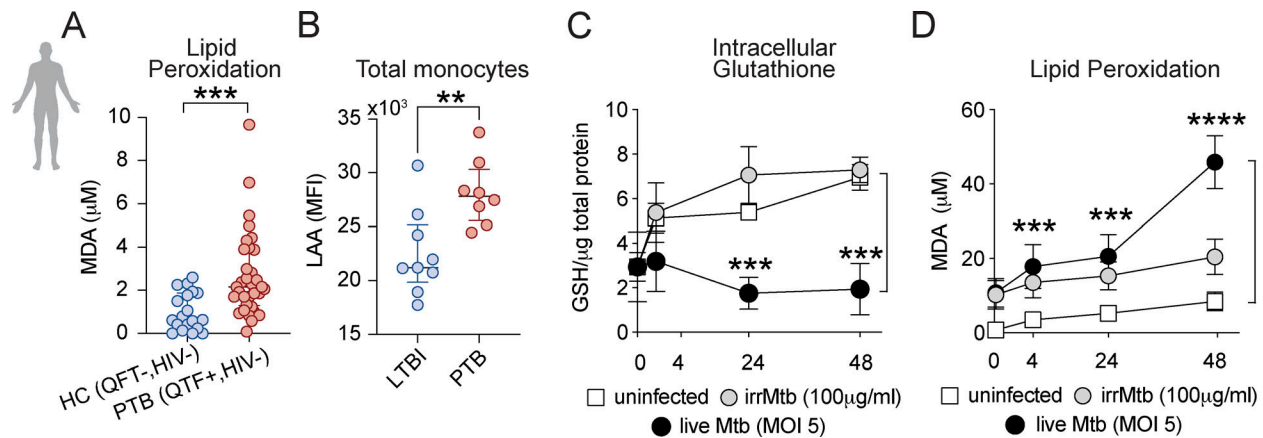 A
Lipid
Peroxidation
***
MDA (μM)
10
8
6
4
2
0
HC (QFT-,HIV-)
PTB (QTF+,HIV-)
B
Total monocytes
x10³
**
LAA (MFI)
35
30
25
20
15
LTBI
PTB
C
Intracellular
Glutathione
GSH/μg total protein
10
8
6
4
2
0
***
***
0 4 24 48
uninfected irrMtb (100μg/ml)
live Mtb (MOI 5)
D
Lipid Peroxidation
MDA (μM)
60
40
20
0
***
***
****
0 4 24 48
uninfected irrMtb (100μg/ml)
live Mtb (MOI 5)